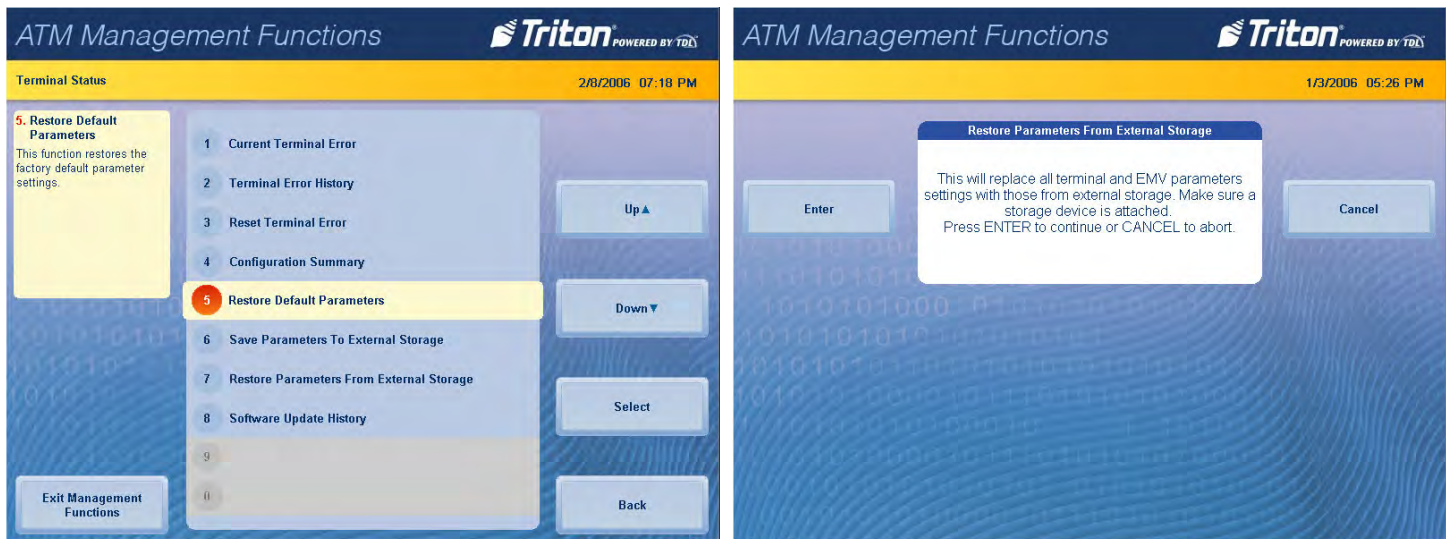 ATM Management Functions
Triton POWERED BY TDL
Terminal Status
2/8/2006 07:18 PM
5. Restore Default
Parameters
This function restores the
factory default parameter
settings.
1 Current Terminal Error
2 Terminal Error History
3 Reset Terminal Error
4 Configuration Summary
5 Restore Default Parameters
6 Save Parameters To External Storage
7 Restore Parameters From External Storage
8 Software Update History
9
0
Up▲
Down▼
Select
Back
Exit Management
Functions
ATM Management Functions
Triton POWERED BY TDL
1/3/2006 05:26 PM
Restore Parameters From External Storage
This will replace all terminal and EMV parameters
settings with those from external storage. Make sure a
storage device is attached.
Press ENTER to continue or CANCEL to abort.
Enter
Cancel